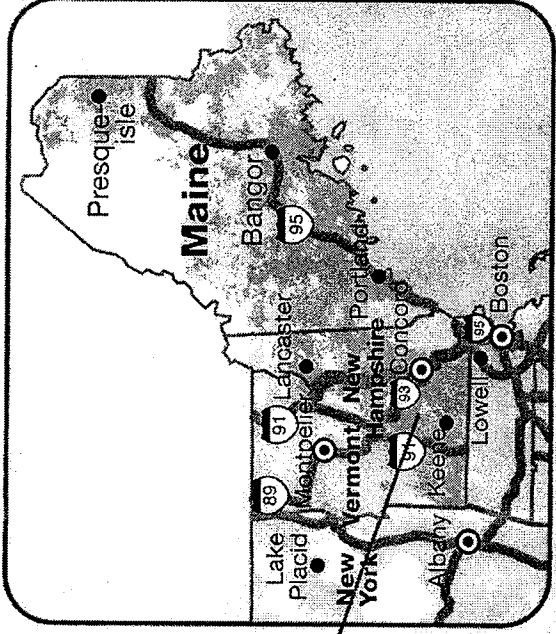 Presque
Isle
Maine
Bangor
95
89
91
Lake
Placid
Lancaster
Montpelier
New
York
Vermont
New
Hampshire
Portland
Concord
93
91
Albany
Keene
Lowell
95
Boston